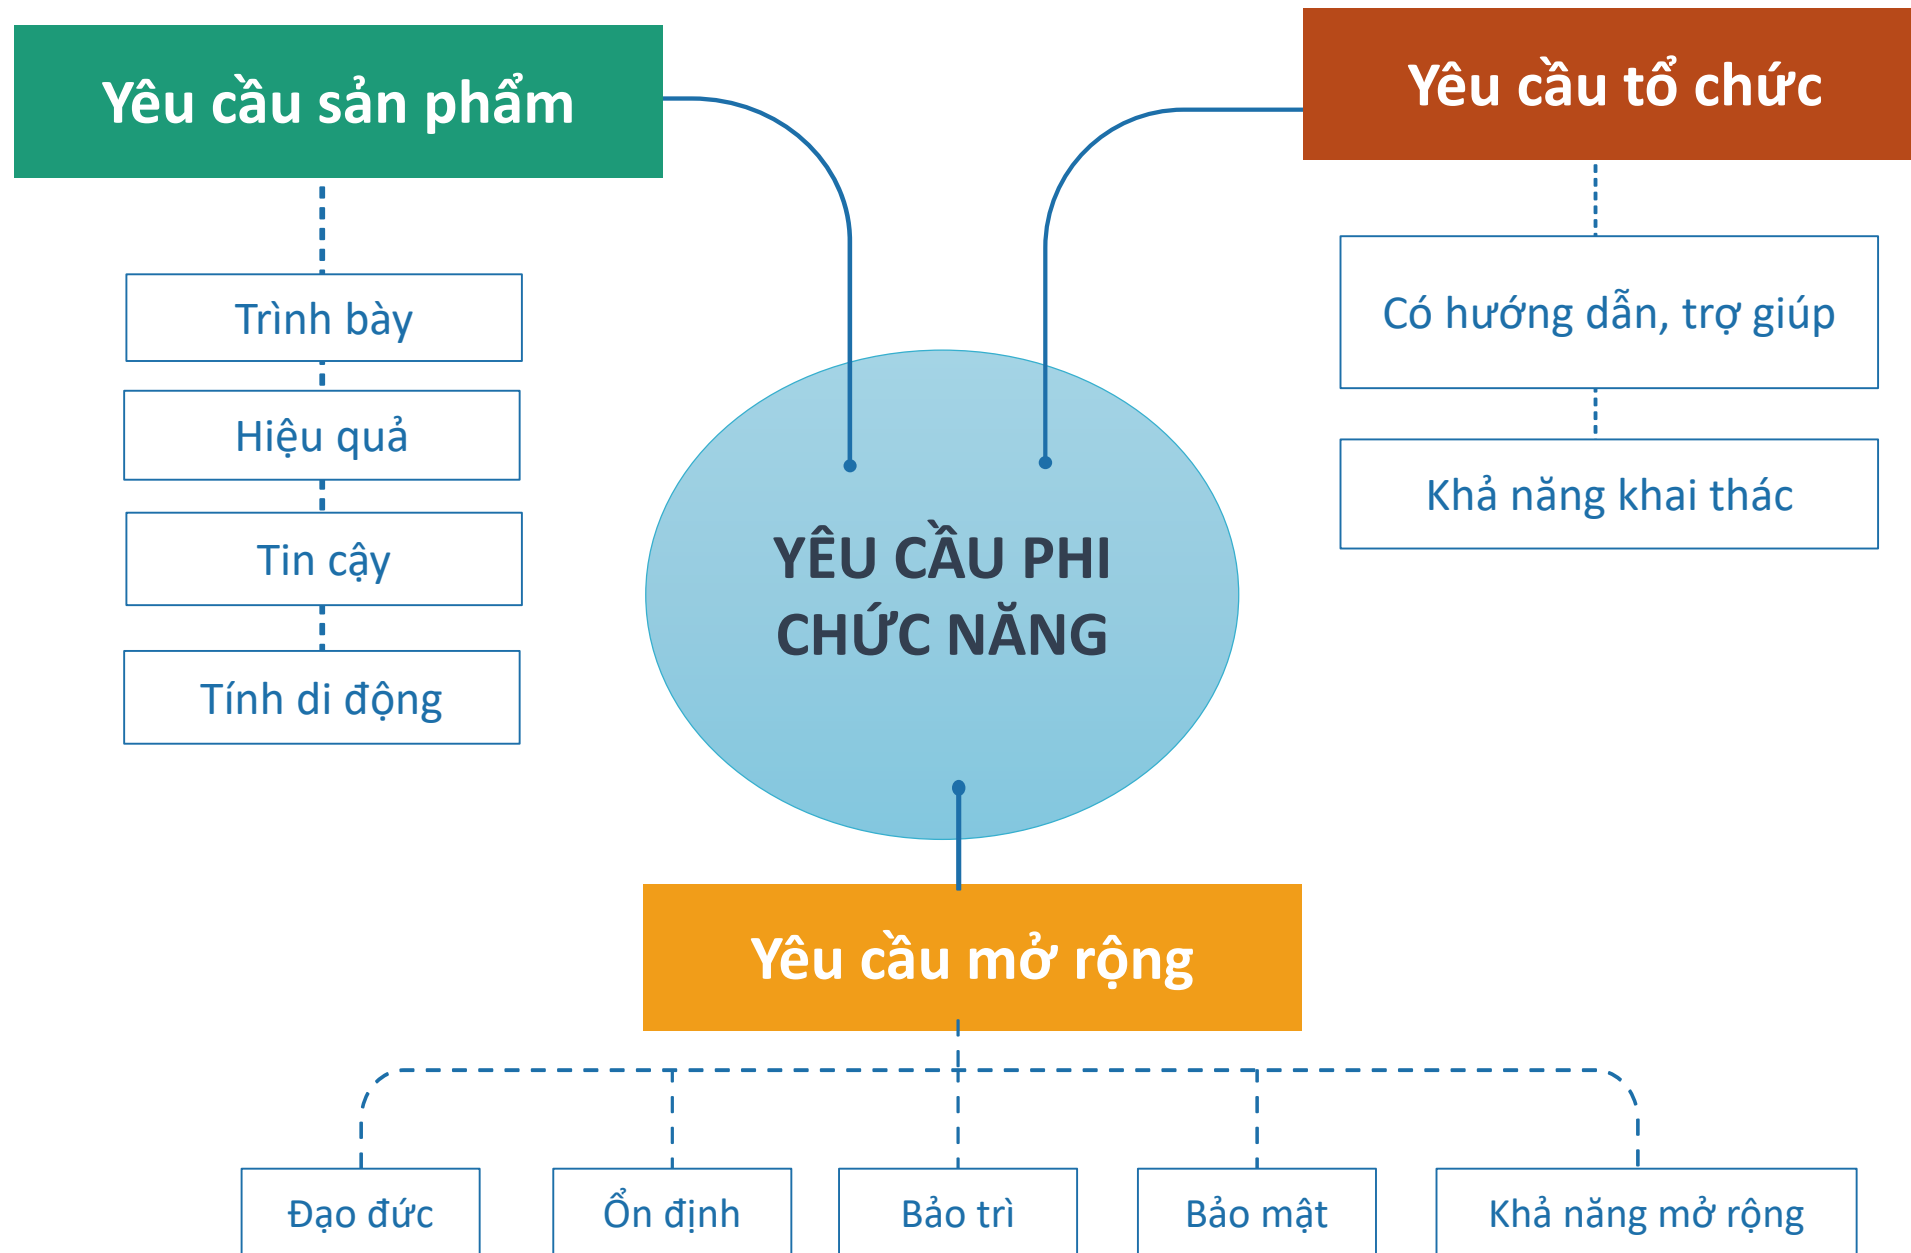 Yêu cầu sản phẩm
Trình bày
Hiệu quả
Tin cậy
Tính di động
Yêu cầu tổ chức
Có hướng dẫn, trợ giúp
Khả năng khai thác
YÊU CẦU PHI
CHỨC NĂNG
Yêu cầu mở rộng
Đạo đức
Ổn định
Bảo trì
Bảo mật
Khả năng mở rộng